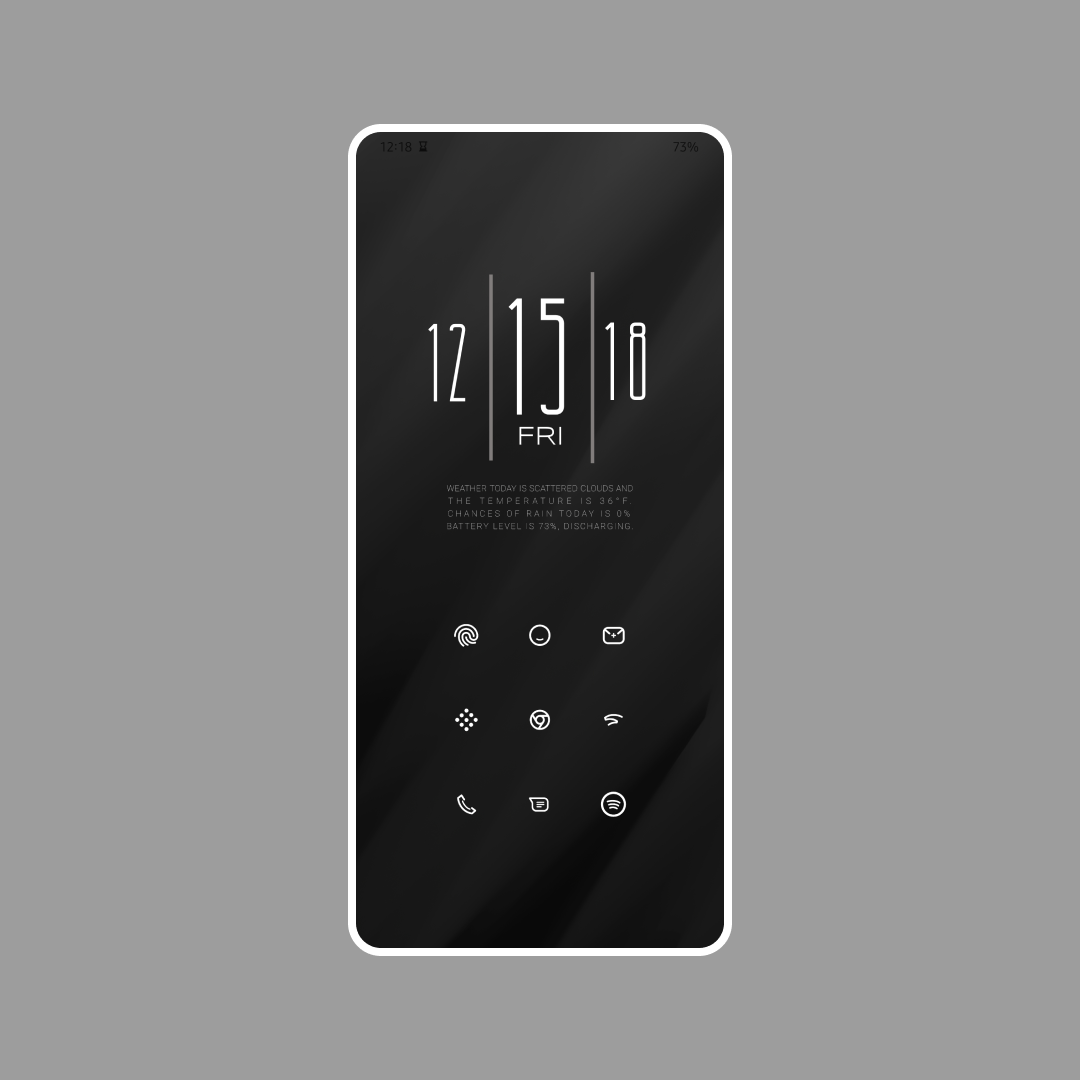 12:18
73%
12 15 18
FRI
WEATHER TODAY IS SCATTERED CLOUDS AND
THE TEMPERATURE IS 36°F.
CHANCES OF RAIN TODAY IS 0%
BATTERY LEVEL IS 73%, DISCHARGING.